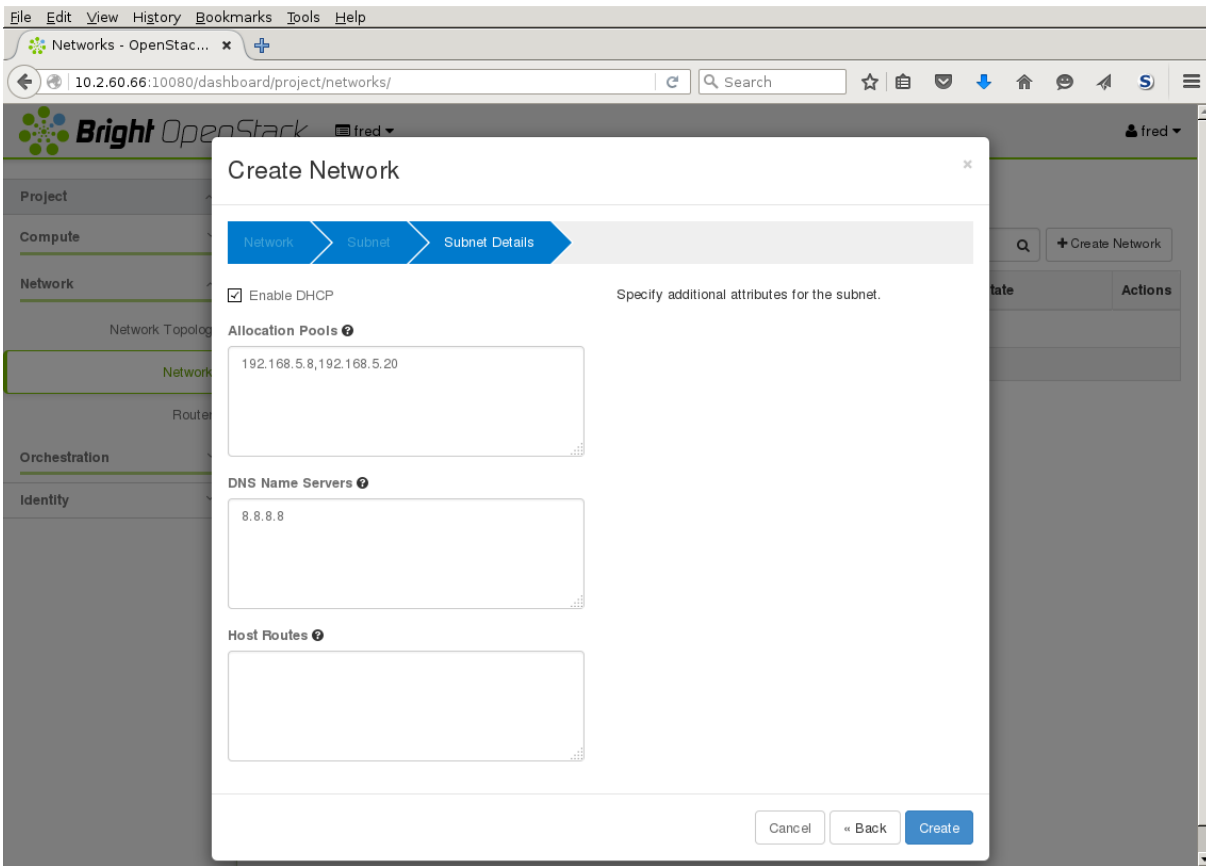 File Edit View History Bookmarks Tools Help
Networks - OpenStac...
10.2.60.66:10080/dashboard/project/networks/
Search
S
Bright OpenStack
fred
fred
Create Network
×
Project
Compute
Network
Network Topolog
Network
Router
Orchestration
Identity
Network
Subnet
Subnet Details
+ Create Network
tate
Actions
Enable DHCP
Specify additional attributes for the subnet.
Allocation Pools
192.168.5.8,192.168.5.20
DNS Name Servers
8.8.8.8
Host Routes
Cancel
« Back
Create